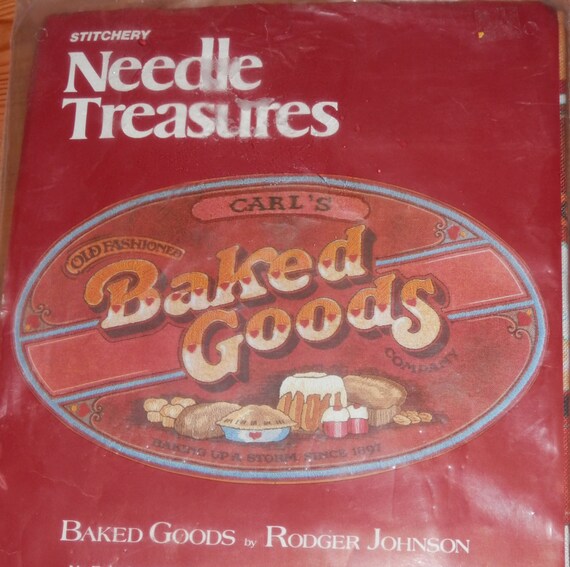 STITCHERY
Needle
Treasures
CARL'S
OLD FASHIONED
Baked
Goods
COMPANY
BAKING UP A STORM SINCE 1897
BAKED GOODS by RODGER JOHNSON